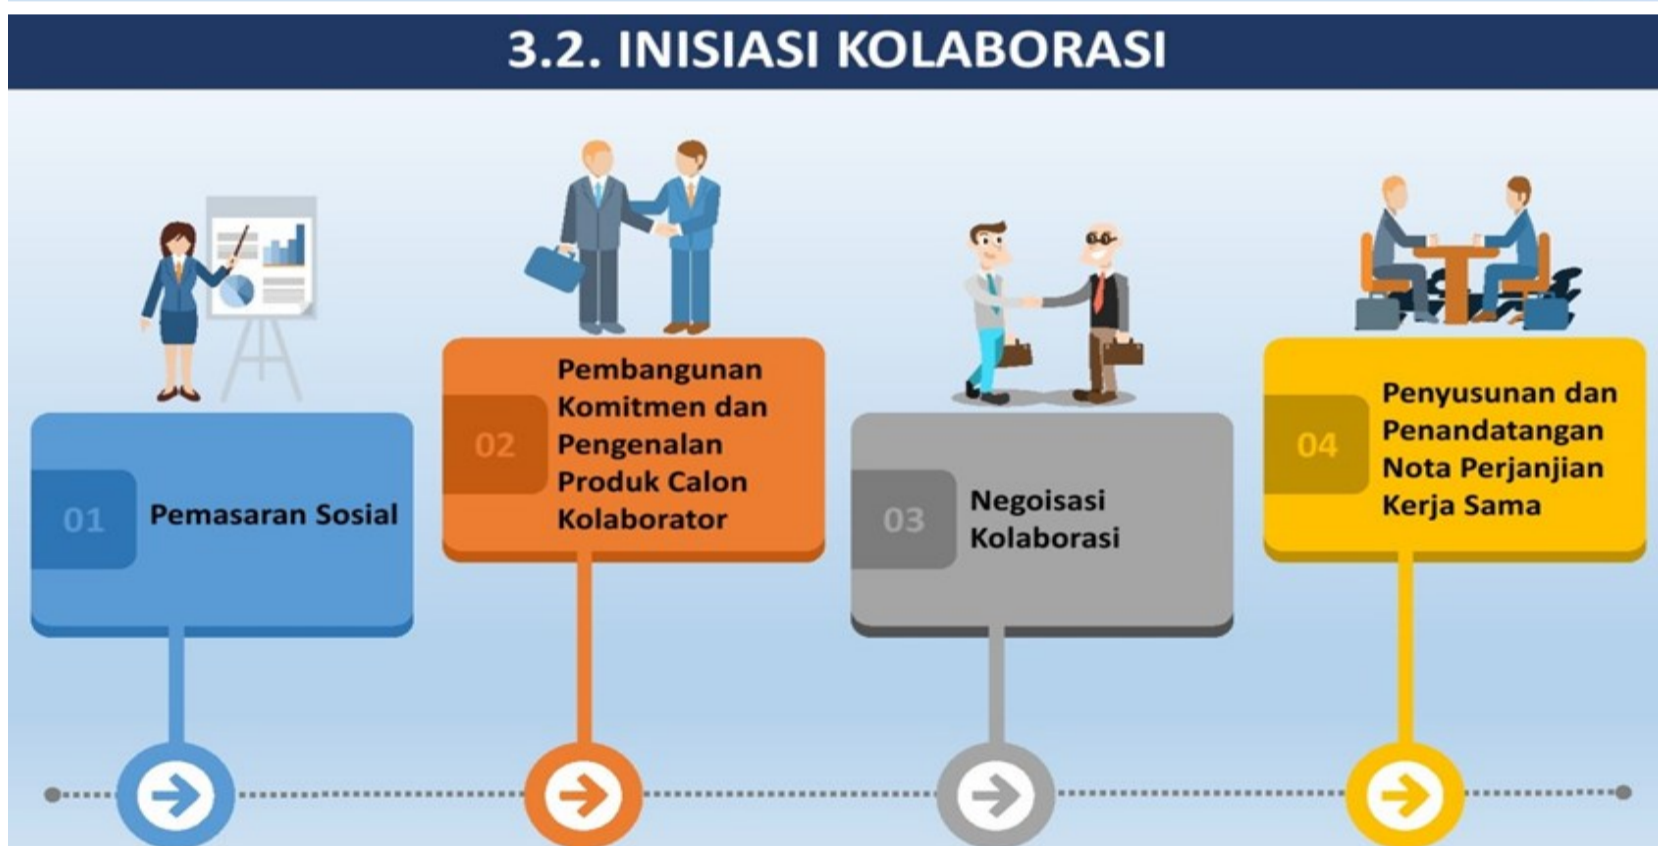 3.2. INISIASI KOLABORASI
01
Pemasaran Sosial
02
Pembangunan
Komitmen dan
Pengenalan
Produk Calon
Kolaborator
03
Negoisasi
Kolaborasi
04
Penyusunan dan
Penandatangan
Nota Perjanjian
Kerja Sama